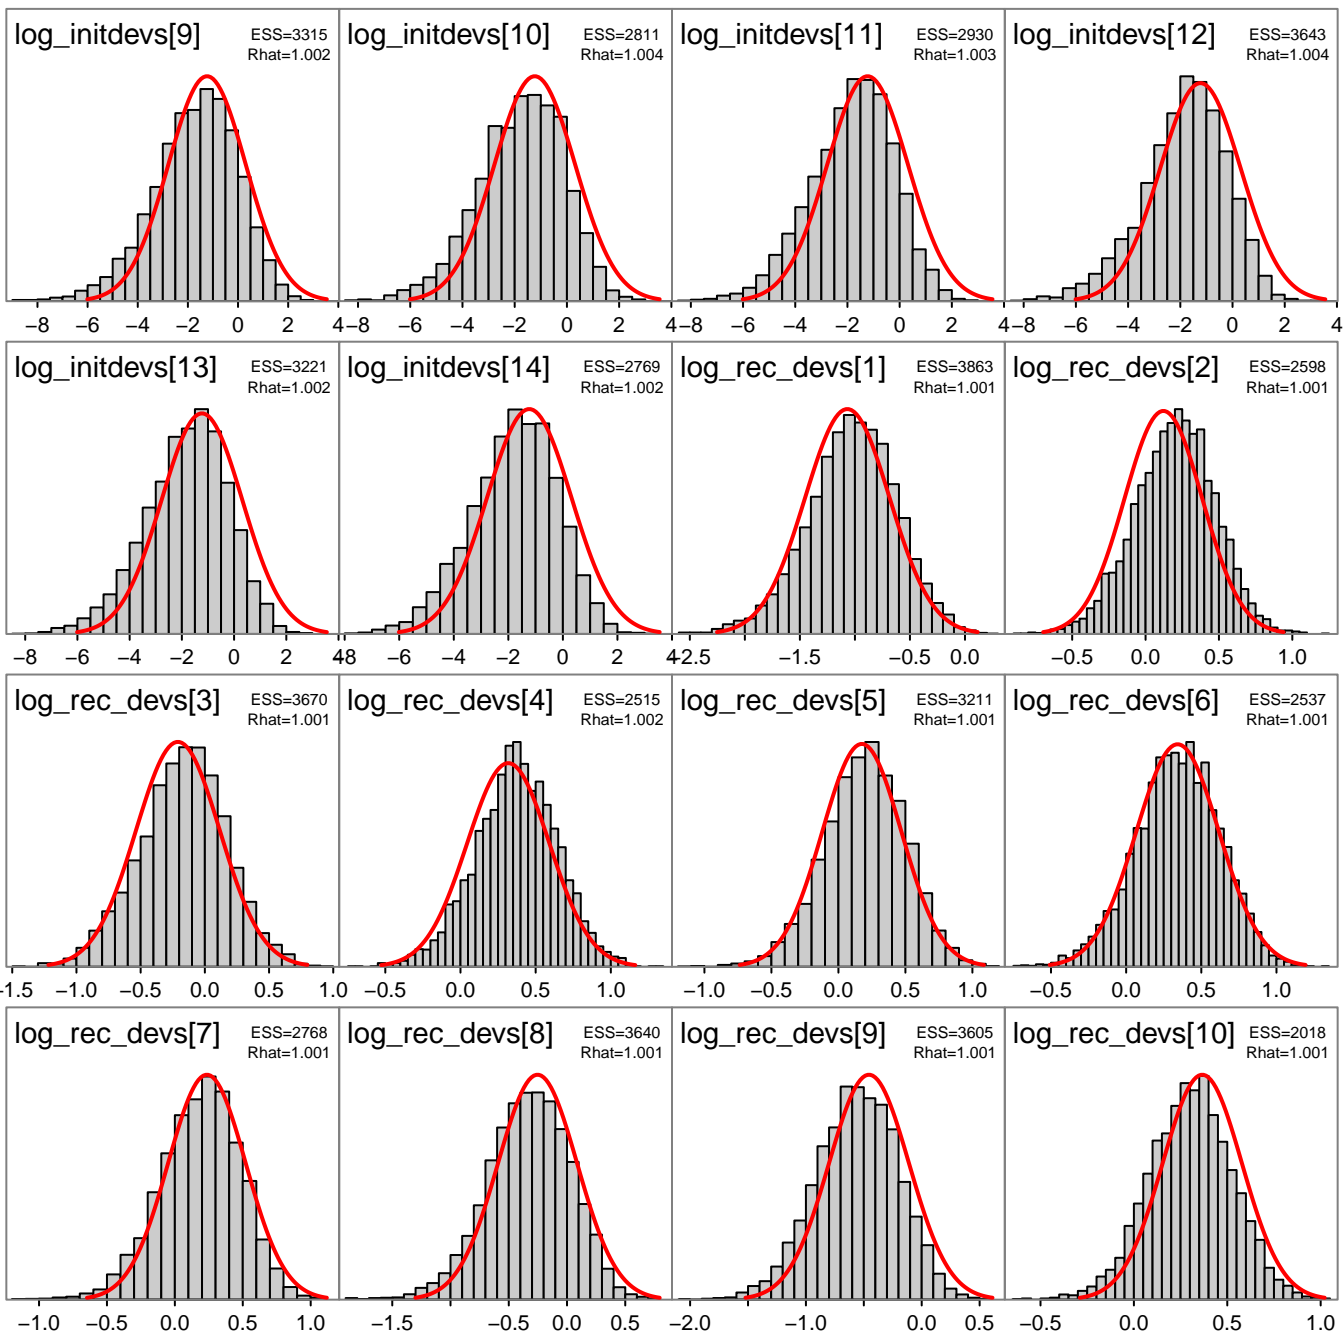 log_initdevs[9] ESS=3315
Rhat=1.002
log_initdevs[10] ESS=2811
Rhat=1.004
log_initdevs[11] ESS=2930
Rhat=1.003
log_initdevs[12] ESS=3643
Rhat=1.004
−8 −6 −4 −2 0 2 4
−8 −6 −4 −2 0 2 4
−8 −6 −4 −2 0 2 4
−8 −6 −4 −2 0 2 4
log_initdevs[13] ESS=3221
Rhat=1.002
log_initdevs[14] ESS=2769
Rhat=1.002
log_rec_devs[1] ESS=3863
Rhat=1.001
log_rec_devs[2] ESS=2598
Rhat=1.001
−8 −6 −4 −2 0 2 4
−8 −6 −4 −2 0 2 4
−2.5 −1.5 −0.5 0.0
−0.5 0.0 0.5 1.0
log_rec_devs[3] ESS=3670
Rhat=1.001
log_rec_devs[4] ESS=2515
Rhat=1.002
log_rec_devs[5] ESS=3211
Rhat=1.001
log_rec_devs[6] ESS=2537
Rhat=1.001
−1.5 −1.0 −0.5 0.0 0.5 1.0
−0.5 0.0 0.5 1.0
−1.0 −0.5 0.0 0.5 1.0
−0.5 0.0 0.5 1.0
log_rec_devs[7] ESS=2768
Rhat=1.001
log_rec_devs[8] ESS=3640
Rhat=1.001
log_rec_devs[9] ESS=3605
Rhat=1.001
log_rec_devs[10] ESS=2018
Rhat=1.001
−1.0 −0.5 0.0 0.5 1.0
−1.5 −0.5 0.0 0.5
−2.0 −1.0 0.0 0.5
−0.5 0.0 0.5 1.0